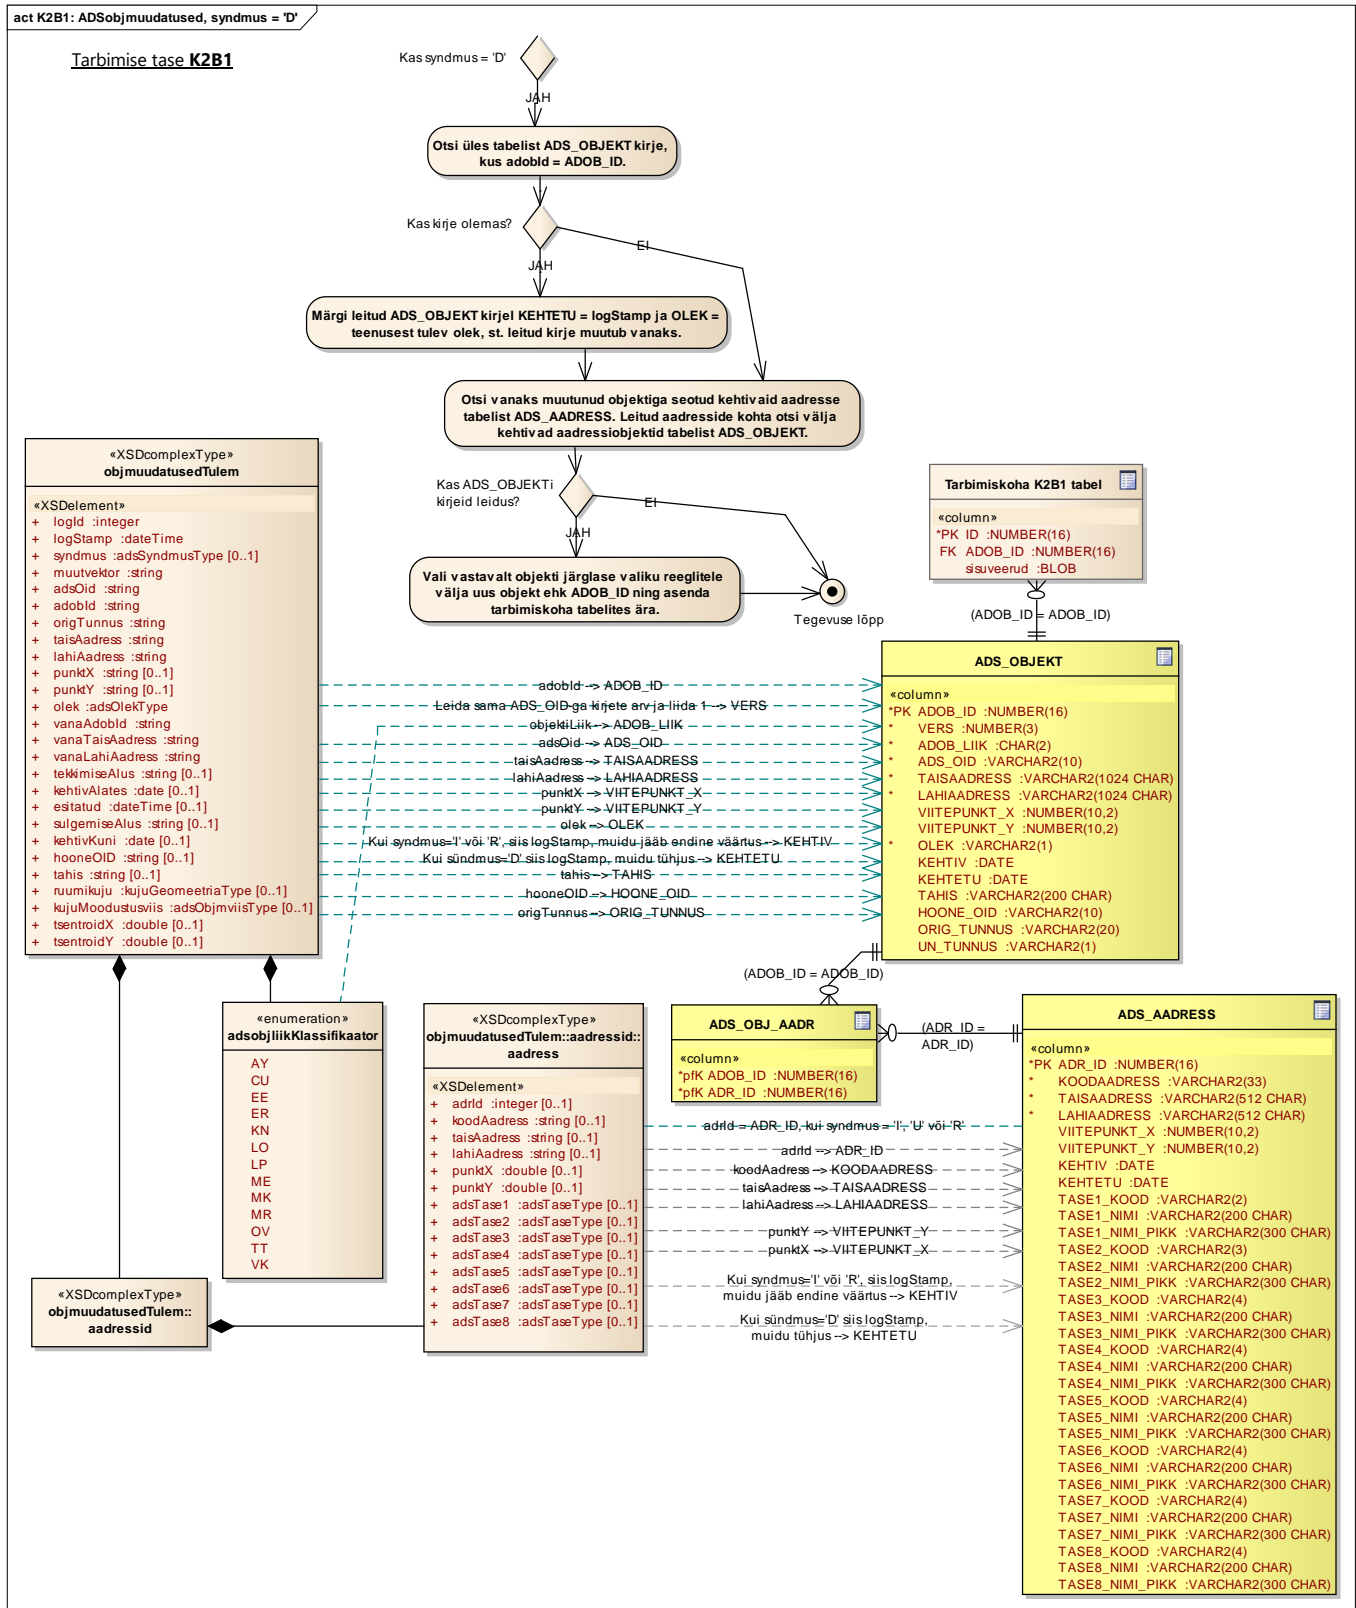 act K2B1: ADSobjmuudatused, syndmus = 'D'
Tarbimise tase K2B1
Kas syndmus = 'D'
JAH
Otsi üles tabelist ADS_OBJEKT kirje,
kus adobId = ADOB_ID.
Kas kirje olemas?
EI
JAH
Märgi leitud ADS_OBJEKT kirjel KEHTETU = logStamp ja OLEK =
teenusest tulev olek, st. leitud kirje muutub vanaks.
Otsi vanaks muutunud objektiga seotud kehtivaid aadresse
tabelist ADS_AADRESS. Leitud aadresside kohta otsi välja
kehtivad aadressiobjektid tabelist ADS_OBJEKT.
Kas ADS_OBJEKTi
kirjeid leidus?
EI
JAH
Vali vastavalt objekti järglase valiku reeglitele
välja uus objekt ehk ADOB_ID ning asenda
tarbimiskoha tabelites ära.
Tegevuse lõpp
«XSDcomplexType»
objmuudatusedTulem
«XSDelement»
+ logId :integer
+ logStamp :dateTime
+ syndmus :adsSyndmusType [0..1]
+ muutvektor :string
+ adsOid :string
+ adobId :string
+ origTunnus :string
+ taisAadress :string
+ lahiAadress :string
+ punktX :string [0..1]
+ punktY :string [0..1]
+ olek :adsOlekType
+ vanaAdobId :string
+ vanaTaisAadress :string
+ vanaLahiAadress :string
+ tekkimiseAlus :string [0..1]
+ kehtivAlates :date [0..1]
+ esitatud :dateTime [0..1]
+ sulgemiseAlus :string [0..1]
+ kehtivKuni :date [0..1]
+ hooneOID :string [0..1]
+ tahis :string [0..1]
+ ruumikuju :kujuGeomeetriaType [0..1]
+ kujuMoodustusviis :adsObjmviisType [0..1]
+ tsentroidX :double [0..1]
+ tsentroidY :double [0..1]
Tarbimiskoha K2B1 tabel
«column»
*PK ID :NUMBER(16)
FK ADOB_ID :NUMBER(16)
sisuveerud :BLOB
(ADOB_ID = ADOB_ID)
adobId --> ADOB_ID
Leida sama ADS_OID-ga kirjete arv ja liida 1 --> VERS
objektiLiik --> ADOB_LIIK
adsOid --> ADS_OID
taisAadress --> TAISAADRESS
lahiAadress --> LAHIAADRESS
punktX --> VIITEPUNKT_X
punktY --> VIITEPUNKT_Y
olek --> OLEK
Kui syndmus='I' või 'R', siis logStamp, muidu jääb endine väärtus --> KEHTIV
Kui sündmus='D' siis logStamp, muidu tühjus --> KEHTETU
tahis --> TAHIS
hooneOID --> HOONE_OID
origTunnus --> ORIG_TUNNUS
ADS_OBJEKT
«column»
*PK ADOB_ID :NUMBER(16)
* VERS :NUMBER(3)
* ADOB_LIIK :CHAR(2)
* ADS_OID :VARCHAR2(10)
* TAISAADRESS :VARCHAR2(1024 CHAR)
* LAHIAADRESS :VARCHAR2(1024 CHAR)
VIITEPUNKT_X :NUMBER(10,2)
VIITEPUNKT_Y :NUMBER(10,2)
* OLEK :VARCHAR2(1)
KEHTIV :DATE
KEHTETU :DATE
TAHIS :VARCHAR2(200 CHAR)
HOONE_OID :VARCHAR2(10)
ORIG_TUNNUS :VARCHAR2(20)
UN_TUNNUS :VARCHAR2(1)
(ADOB_ID = ADOB_ID)
«enumeration»
adsobjliikKlassifikaator
AY
CU
EE
ER
KN
LO
LP
ME
MK
MR
OV
TT
VK
«XSDcomplexType»
objmuudatusedTulem::
aadressid
«XSDcomplexType»
objmuudatusedTulem::aadressid::
aadress
«XSDelement»
+ adrId :integer [0..1]
+ koodAadress :string [0..1]
+ taisAadress :string [0..1]
+ lahiAadress :string [0..1]
+ punktX :double [0..1]
+ punktY :double [0..1]
+ adsTase1 :adsTaseType [0..1]
+ adsTase2 :adsTaseType [0..1]
+ adsTase3 :adsTaseType [0..1]
+ adsTase4 :adsTaseType [0..1]
+ adsTase5 :adsTaseType [0..1]
+ adsTase6 :adsTaseType [0..1]
+ adsTase7 :adsTaseType [0..1]
+ adsTase8 :adsTaseType [0..1]
ADS_OBJ_AADR
«column»
*pfK ADOB_ID :NUMBER(16)
*pfK ADR_ID :NUMBER(16)
(ADR_ID =
ADR_ID)
adrId = ADR_ID, kui syndmus = 'I', 'U' või 'R'
adrId --> ADR_ID
koodAadress --> KOODAADRESS
taisAadress --> TAISAADRESS
lahiAadress --> LAHIAADRESS
punktY --> VIITEPUNKT_Y
punktX --> VIITEPUNKT_X
Kui syndmus='I' või 'R', siis logStamp,
muidu jääb endine väärtus --> KEHTIV
Kui sündmus='D' siis logStamp,
muidu tühjus --> KEHTETU
ADS_AADRESS
«column»
*PK ADR_ID :NUMBER(16)
* KOODAADRESS :VARCHAR2(33)
* TAISAADRESS :VARCHAR2(512 CHAR)
* LAHIAADRESS :VARCHAR2(512 CHAR)
VIITEPUNKT_X :NUMBER(10,2)
VIITEPUNKT_Y :NUMBER(10,2)
KEHTIV :DATE
KEHTETU :DATE
TASE1_KOOD :VARCHAR2(2)
TASE1_NIMI :VARCHAR2(200 CHAR)
TASE1_NIMI_PIKK :VARCHAR2(300 CHAR)
TASE2_KOOD :VARCHAR2(3)
TASE2_NIMI :VARCHAR2(200 CHAR)
TASE2_NIMI_PIKK :VARCHAR2(300 CHAR)
TASE3_KOOD :VARCHAR2(4)
TASE3_NIMI :VARCHAR2(200 CHAR)
TASE3_NIMI_PIKK :VARCHAR2(300 CHAR)
TASE4_KOOD :VARCHAR2(4)
TASE4_NIMI :VARCHAR2(200 CHAR)
TASE4_NIMI_PIKK :VARCHAR2(300 CHAR)
TASE5_KOOD :VARCHAR2(4)
TASE5_NIMI :VARCHAR2(200 CHAR)
TASE5_NIMI_PIKK :VARCHAR2(300 CHAR)
TASE6_KOOD :VARCHAR2(4)
TASE6_NIMI :VARCHAR2(200 CHAR)
TASE6_NIMI_PIKK :VARCHAR2(300 CHAR)
TASE7_KOOD :VARCHAR2(4)
TASE7_NIMI :VARCHAR2(200 CHAR)
TASE7_NIMI_PIKK :VARCHAR2(300 CHAR)
TASE8_KOOD :VARCHAR2(4)
TASE8_NIMI :VARCHAR2(200 CHAR)
TASE8_NIMI_PIKK :VARCHAR2(300 CHAR)